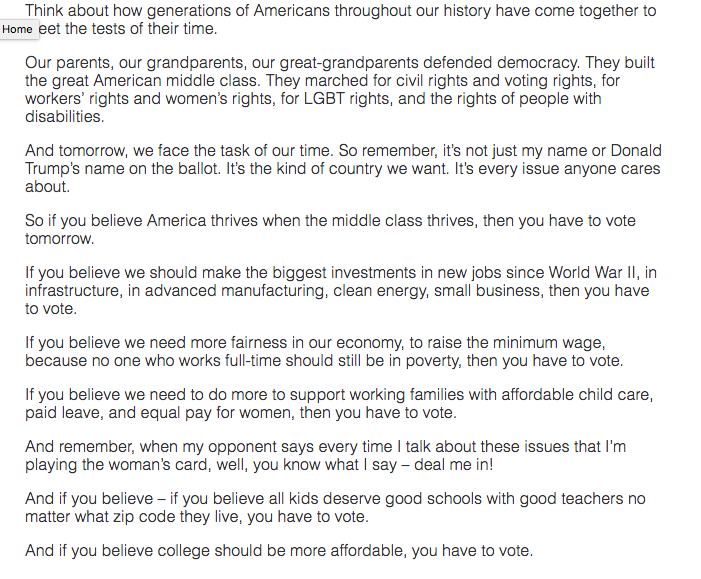 Think about how generations of Americans throughout our history have come together to
Home eet the tests of their time.
Our parents, our grandparents, our great-grandparents defended democracy. They built
the great American middle class. They marched for civil rights and voting rights, for
workers’ rights and women’s rights, for LGBT rights, and the rights of people with
disabilities.
And tomorrow, we face the task of our time. So remember, it’s not just my name or Donald
Trump’s name on the ballot. It’s the kind of country we want. It’s every issue anyone cares
about.
So if you believe America thrives when the middle class thrives, then you have to vote
tomorrow.
If you believe we should make the biggest investments in new jobs since World War II, in
infrastructure, in advanced manufacturing, clean energy, small business, then you have
to vote.
If you believe we need more fairness in our economy, to raise the minimum wage,
because no one who works full-time should still be in poverty, then you have to vote.
If you believe we need to do more to support working families with affordable child care,
paid leave, and equal pay for women, then you have to vote.
And remember, when my opponent says every time I talk about these issues that I’m
playing the woman’s card, well, you know what I say – deal me in!
And if you believe – if you believe all kids deserve good schools with good teachers no
matter what zip code they live, you have to vote.
And if you believe college should be more affordable, you have to vote.